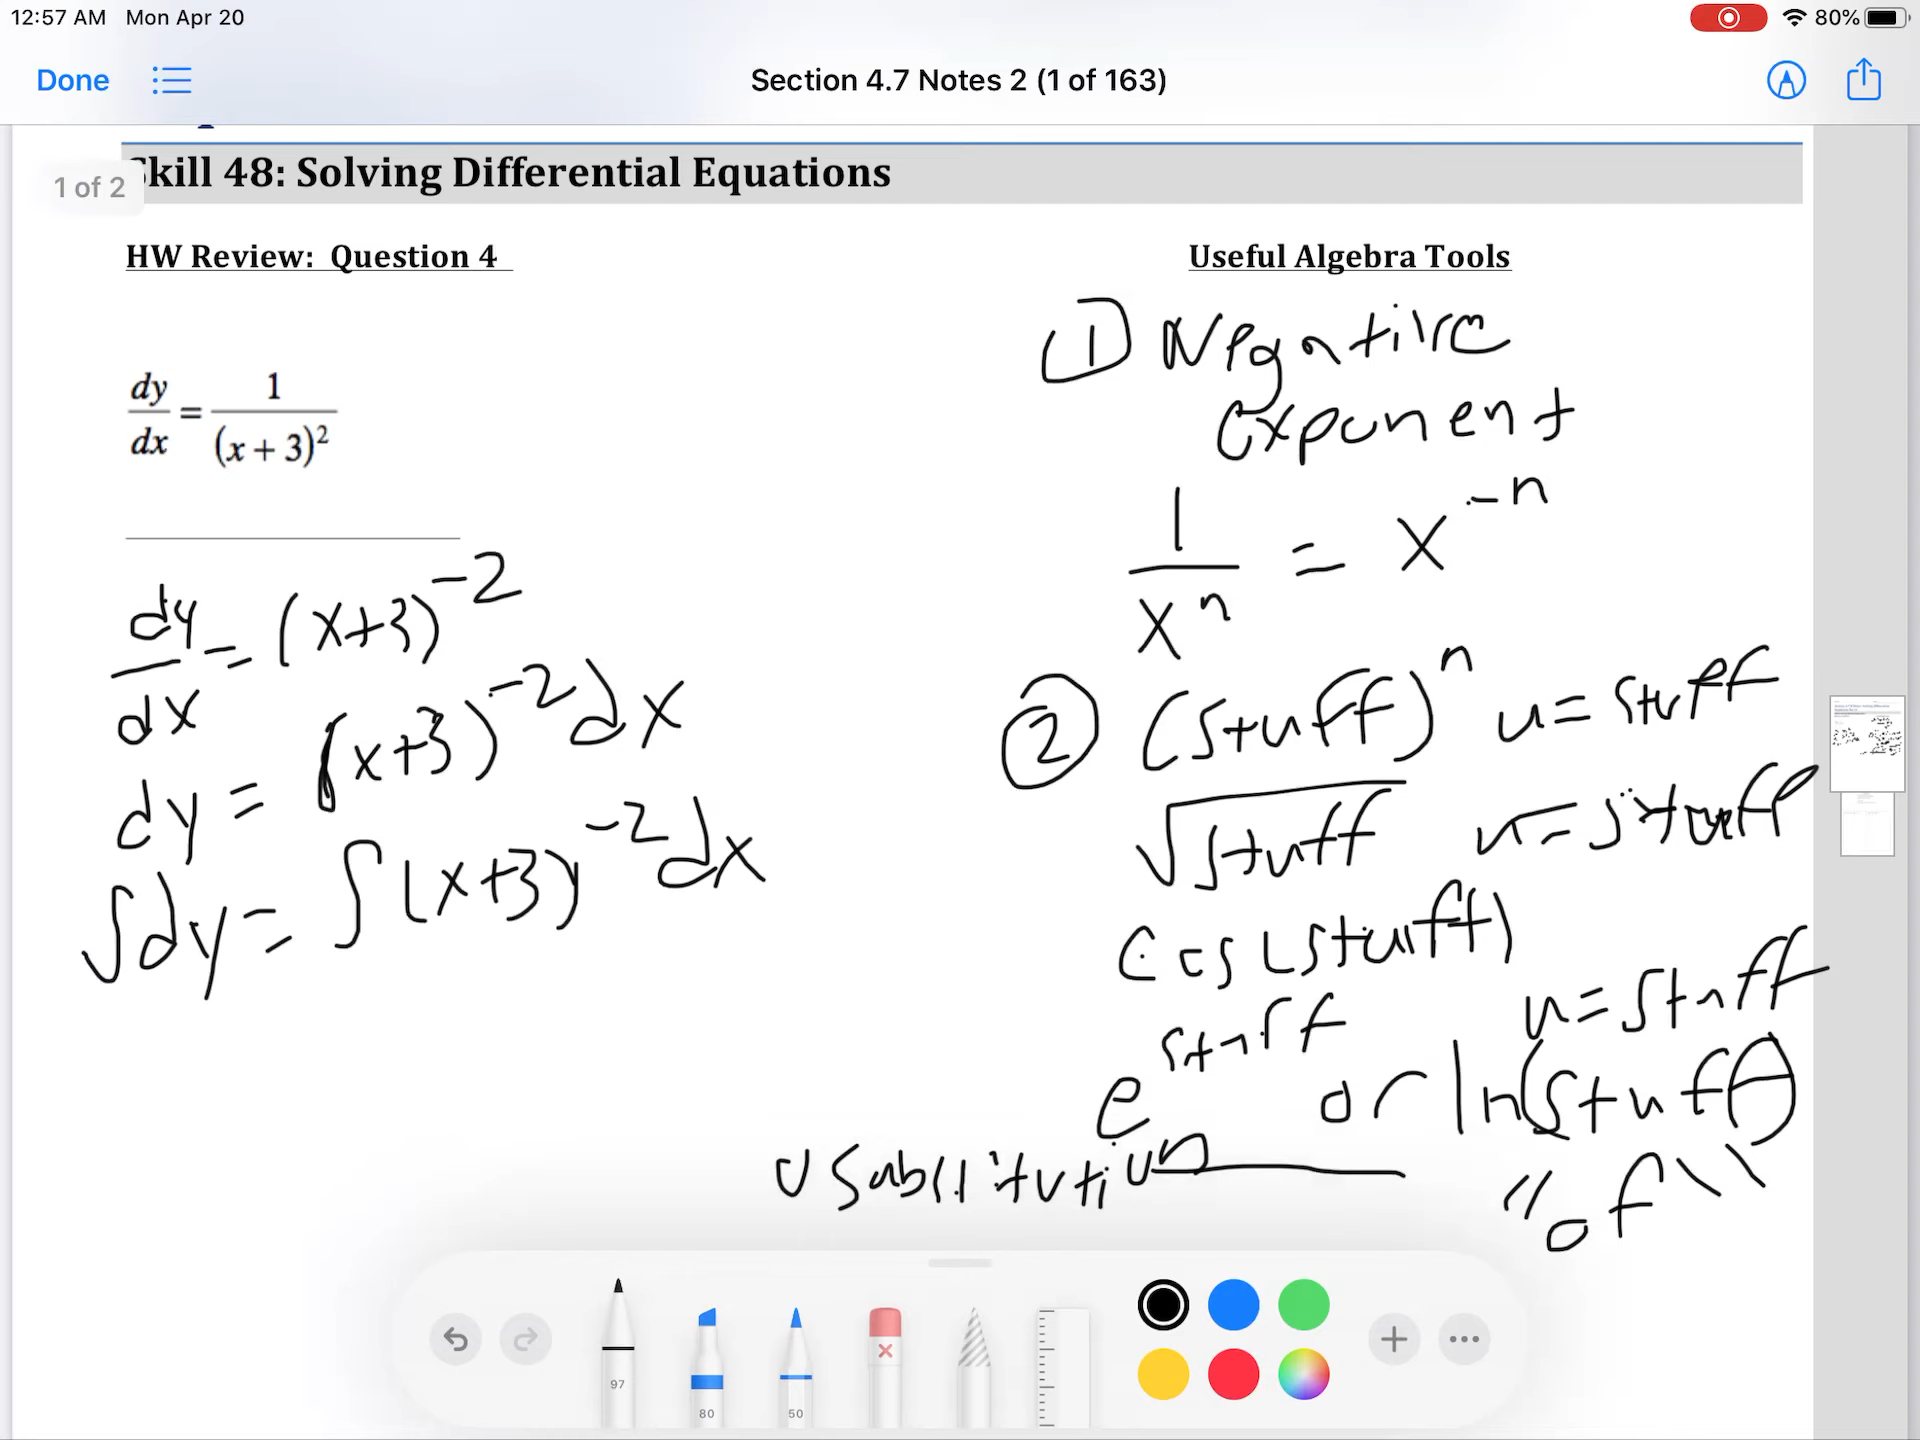 12:57 AM Mon Apr 20 80%
Done Section 4.7 Notes 2 (1 of 163)
Skill 48: Solving Differential Equations
1 of 2
HW Review: Question 4
dy/dx = 1/(x + 3)²
dy/dx = (x+3)^-2
dy = (x+3)^-2 dx
∫dy = ∫(x+3)^-2 dx
Useful Algebra Tools
① Negative
exponent
1/x^n = x^-n
② (stuff)^n u = stuff
√stuff u = stuff
cos(stuff)
u = stuff
e^stuff or ln(stuff)
U Substitution "of"
97 80 50